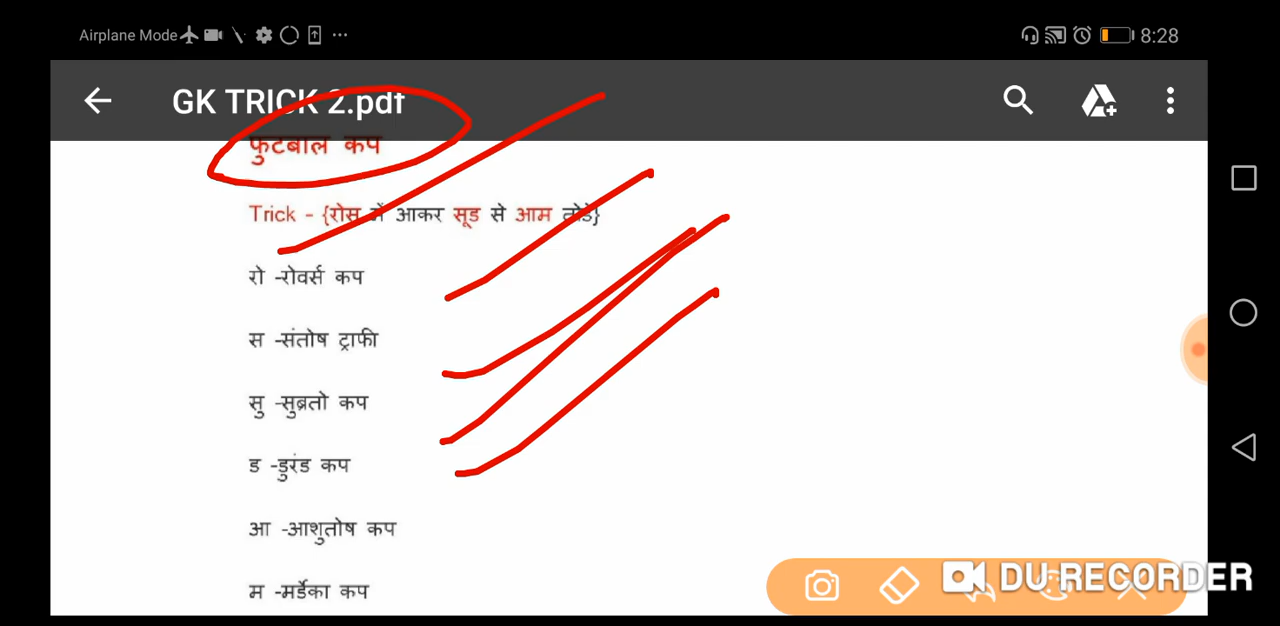 Airplane Mode ... 8:28
GK TRICK 2.pdf
फुटबाल कप
Trick - {रोस में आकर सूड से आम तोडे}
रो -रोवर्स कप
स -संतोष ट्राफी
सु -सुब्रतो कप
ड -डुरंड कप
आ -आशुतोष कप
म -मर्डेका कप
DU RECORDER